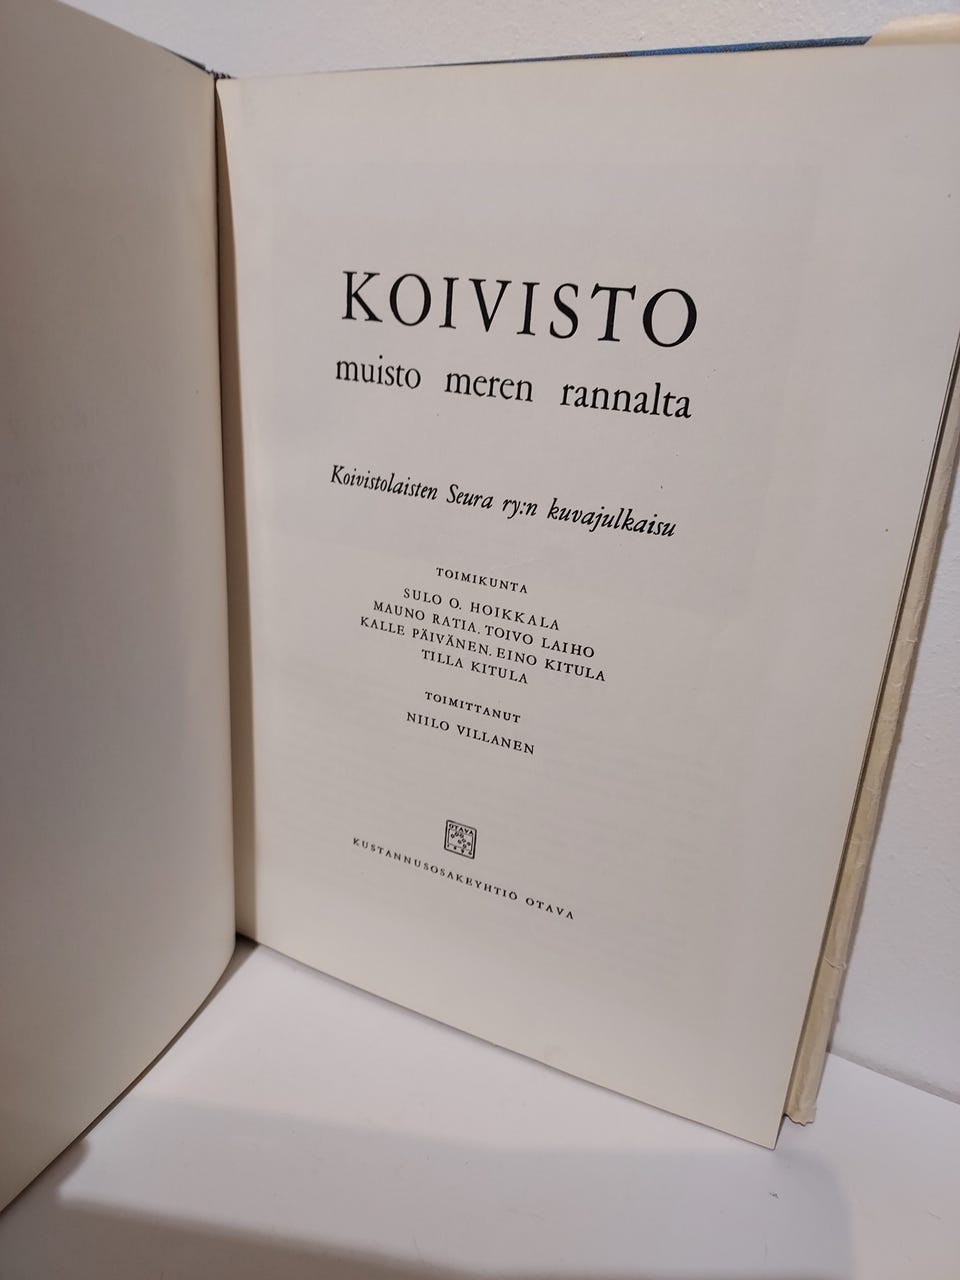 KOIVISTO
muisto meren rannalta
Koivistolaisten Seura ry:n kuvajulkaisu
TOIMIKUNTA
SULO O. HOIKKALA
MAUNO RATIA, TOIVO LAIHO
KALLE PÄIVÄNEN, EINO KITULA
TILLA KITULA
TOIMITTANUT
NIILO VILLANEN
OTAVA
KUSTANNUSOSAKEYHTIÖ OTAVA